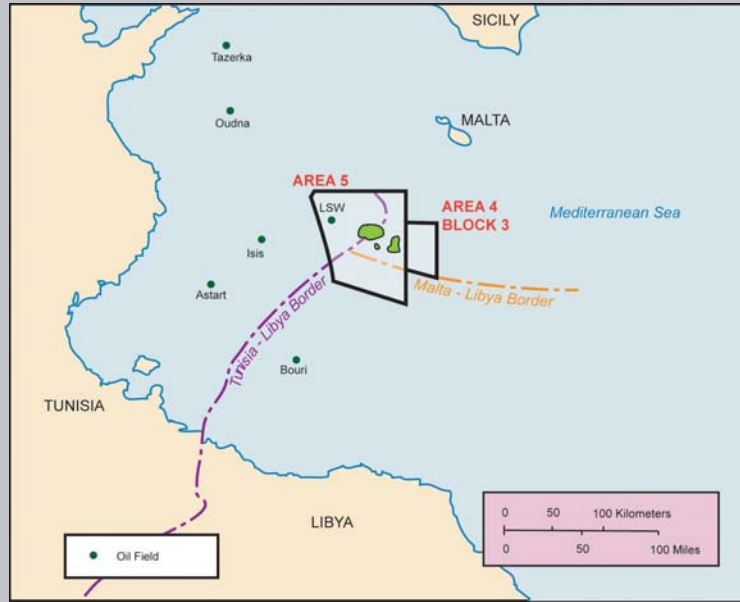 SICILY
Tazerka
Oudna
MALTA
AREA 5
LSW
AREA 4
BLOCK 3
Mediterranean Sea
Isis
Astart
Malta - Libya Border
Tunisia - Libya Border
Bouri
TUNISIA
LIBYA
0 50 100 Kilometers
0 50 100 Miles
Oil Field